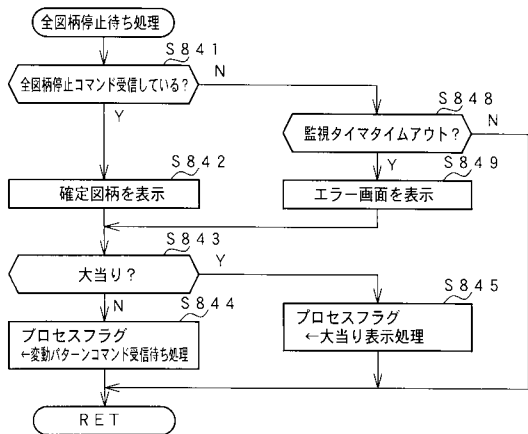 全図柄停止待ち処理
S841
全図柄停止コマンド受信している?
N
Y
S848
監視タイマタイムアウト?
N
Y
S842
確定図柄を表示
S849
エラー画面を表示
S843
大当り?
Y
N
S844
プロセスフラグ
←変動パターンコマンド受信待ち処理
S845
プロセスフラグ
←大当り表示処理
RET